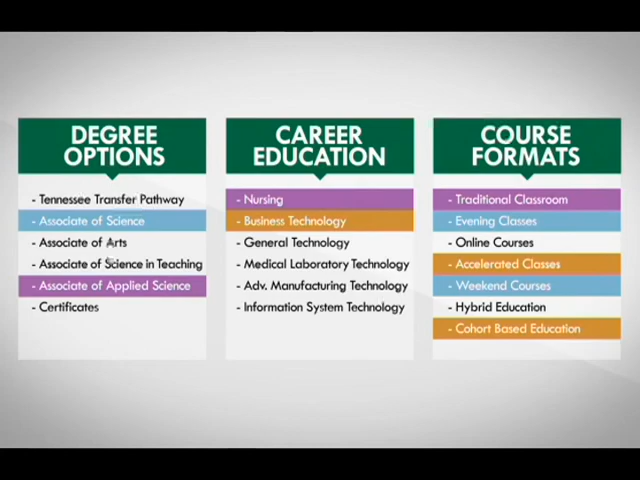 DEGREE
OPTIONS
- Tennessee Transfer Pathway
- Associate of Science
- Associate of Arts
- Associate of Science in Teaching
- Associate of Applied Science
- Certificates
CAREER
EDUCATION
- Nursing
- Business Technology
- General Technology
- Medical Laboratory Technology
- Adv. Manufacturing Technology
- Information System Technology
COURSE
FORMATS
- Traditional Classroom
- Evening Classes
- Online Courses
- Accelerated Classes
- Weekend Courses
- Hybrid Education
- Cohort Based Education